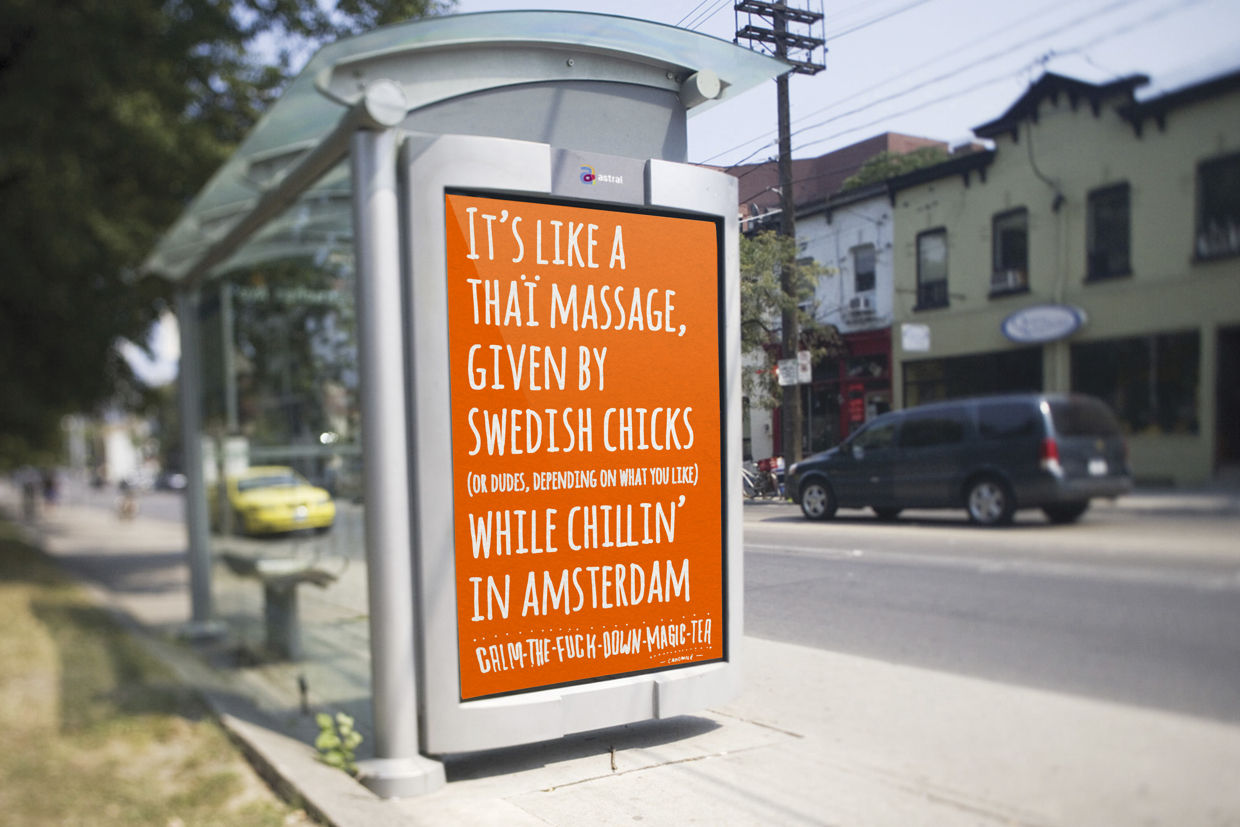 astral
IT'S LIKE A
THAÏ MASSAGE,
GIVEN BY
SWEDISH CHICKS
(OR DUDES, DEPENDING ON WHAT YOU LIKE)
WHILE CHILLIN'
IN AMSTERDAM
CALM-THE-FUCK-DOWN-MAGIC-TEA
— CAMOMILE —